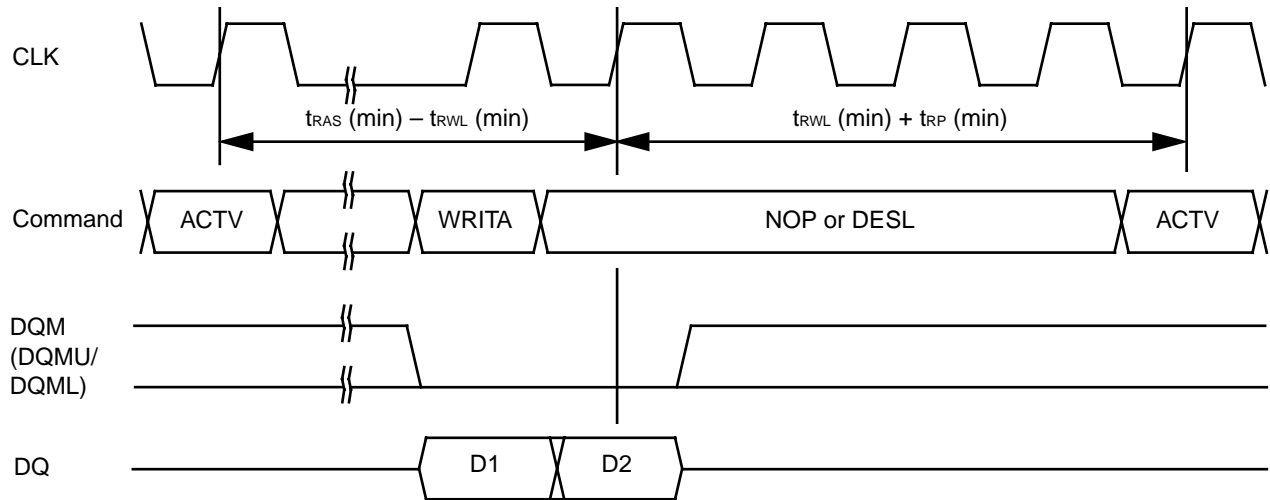 CLK
tRAS (min) – tRWL (min)
tRWL (min) + tRP (min)
Command
ACTV
WRITA
NOP or DESL
ACTV
DQM
(DQMU/
DQML)
DQ
D1
D2